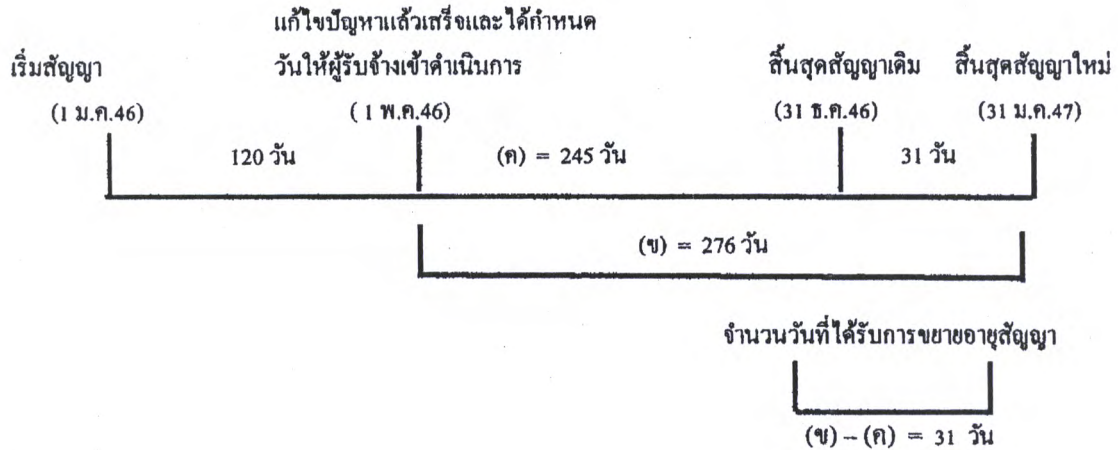 แก้ไขปัญหาแล้วเสร็จและได้กำหนด
เริ่มสัญญา วันให้ผู้รับจ้างเข้าดำเนินการ สิ้นสุดสัญญาเดิม สิ้นสุดสัญญาใหม่
(1 ม.ค.46) ( 1 พ.ค.46) (31 ธ.ค.46) (31 ม.ค.47)
120 วัน (ค) = 245 วัน 31 วัน
(ข) = 276 วัน
จำนวนวันที่ได้รับการขยายอายุสัญญา
(ข) – (ค) = 31 วัน